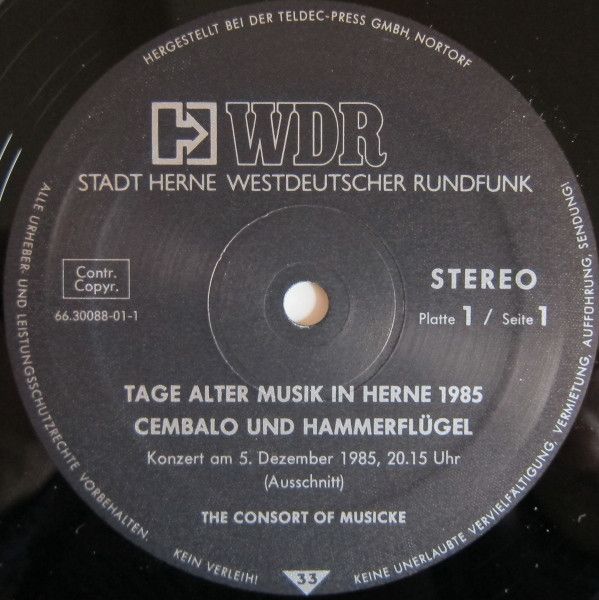 HERGESTELLT BEI DER TELDEC-PRESS GMBH, NORTORF
WDR
STADT HERNE WESTDEUTSCHER RUNDFUNK
Contr.
Copyr.
66.30088-01-1
STEREO
Platte 1 / Seite 1
TAGE ALTER MUSIK IN HERNE 1985
CEMBALO UND HAMMERFLÜGEL
Konzert am 5. Dezember 1985, 20.15 Uhr
(Ausschnitt)
THE CONSORT OF MUSICKE
ALLE URHEBER- UND LEISTUNGSSCHUTZRECHTE VORBEHALTEN.
KEIN VERLEIH!
33
KEINE UNERLAUBTE VERVIELFÄLTIGUNG, VERMIETUNG, AUFFÜHRUNG, SENDUNG!